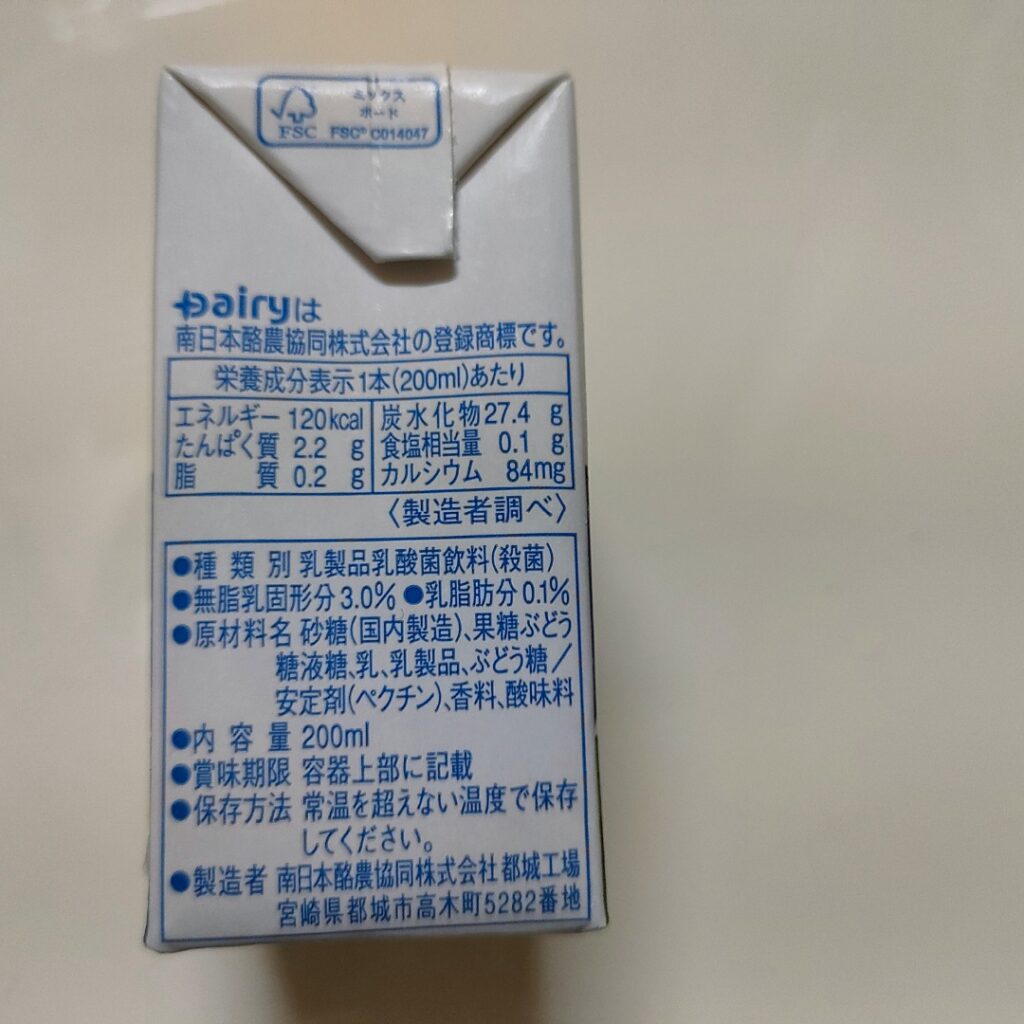 ミックス
ボード
FSC FSC® C014047
Dairyは
南日本酪農協同株式会社の登録商標です。
栄養成分表示1本(200ml)あたり
エネルギー 120kcal 炭水化物 27.4 g
たんぱく質 2.2 g 食塩相当量 0.1 g
脂質 0.2 g カルシウム 84mg
〈製造者調べ〉
●種類別 乳製品乳酸菌飲料(殺菌)
●無脂乳固形分 3.0% ●乳脂肪分 0.1%
●原材料名 砂糖(国内製造)、果糖ぶどう
糖液糖、乳、乳製品、ぶどう糖/
安定剤(ペクチン)、香料、酸味料
●内容量 200ml
●賞味期限 容器上部に記載
●保存方法 常温を超えない温度で保存
してください。
●製造者 南日本酪農協同株式会社都城工場
宮崎県都城市高木町5282番地